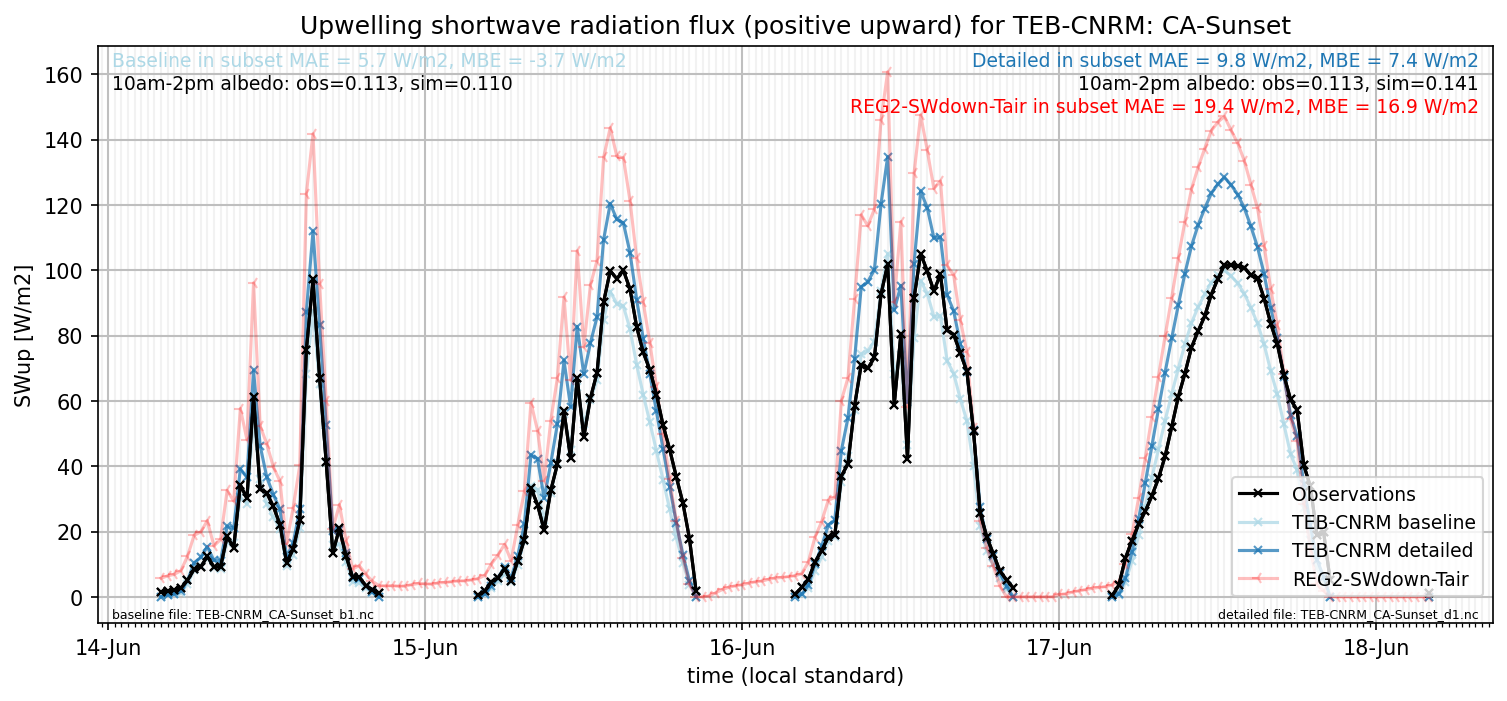 Upwelling shortwave radiation flux (positive upward) for TEB-CNRM: CA-Sunset
Baseline in subset MAE = 5.7 W/m2, MBE = -3.7 W/m2
10am-2pm albedo: obs=0.113, sim=0.110
Detailed in subset MAE = 9.8 W/m2, MBE = 7.4 W/m2
10am-2pm albedo: obs=0.113, sim=0.141
REG2-SWdown-Tair in subset MAE = 19.4 W/m2, MBE = 16.9 W/m2
SWup [W/m2]
160
140
120
100
80
60
40
20
0
Observations
TEB-CNRM baseline
TEB-CNRM detailed
REG2-SWdown-Tair
baseline file: TEB-CNRM_CA-Sunset_b1.nc
detailed file: TEB-CNRM_CA-Sunset_d1.nc
14-Jun
15-Jun
16-Jun
17-Jun
18-Jun
time (local standard)